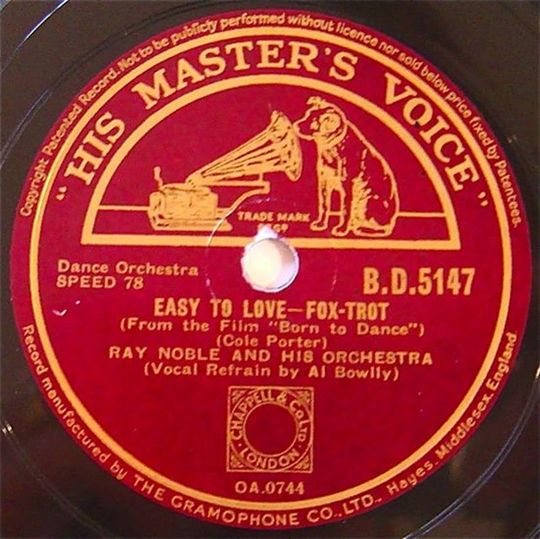 Copyright Patented Record. Not to be publicly performed without licence nor sold below price fixed by Patentees.
"HIS MASTER'S VOICE"
TRADE MARK
Dance Orchestra
SPEED 78
B.D.5147
EASY TO LOVE—FOX-TROT
(From the Film "Born to Dance")
(Cole Porter)
RAY NOBLE AND HIS ORCHESTRA
(Vocal Refrain by Al Bowlly)
CHAPPELL & Co. LTD
LONDON
OA.0744
Record manufactured by THE GRAMOPHONE CO., LTD., Hayes, Middlesex, England